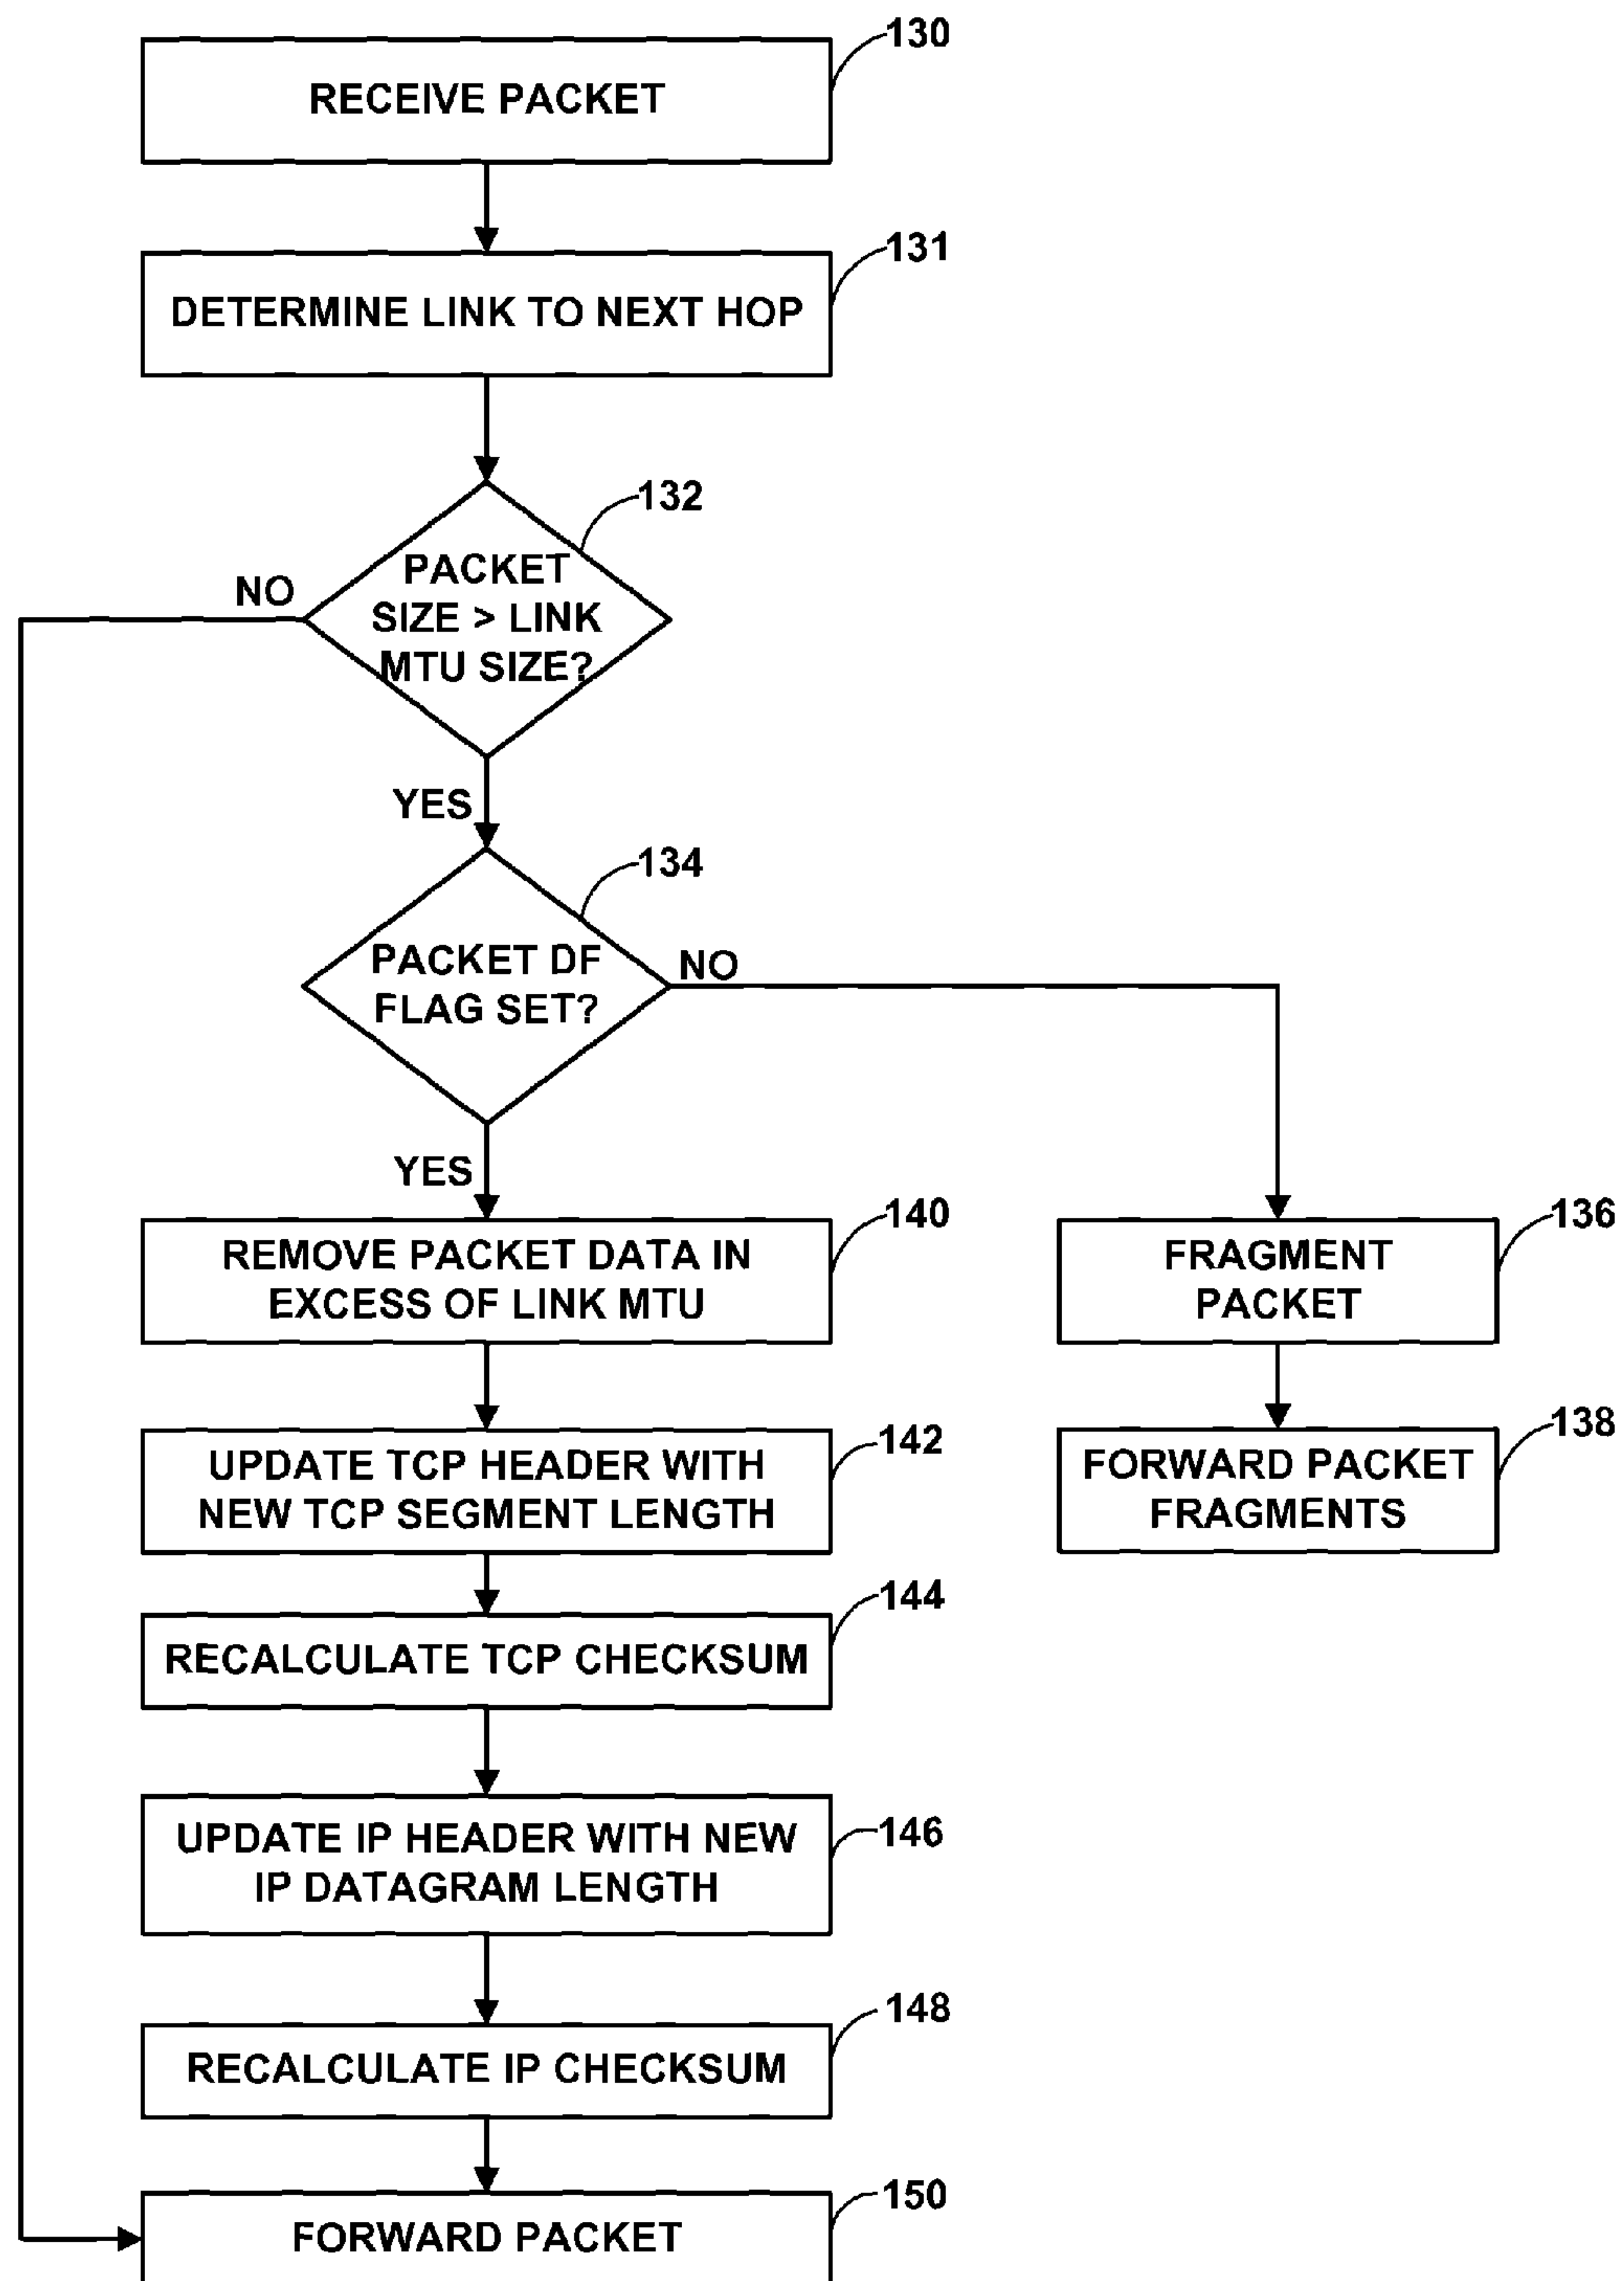 130
RECEIVE PACKET
131
DETERMINE LINK TO NEXT HOP
132
PACKET
SIZE > LINK
MTU SIZE?
NO
YES
134
PACKET DF
FLAG SET?
NO
YES
140
REMOVE PACKET DATA IN
EXCESS OF LINK MTU
136
FRAGMENT
PACKET
142
UPDATE TCP HEADER WITH
NEW TCP SEGMENT LENGTH
138
FORWARD PACKET
FRAGMENTS
144
RECALCULATE TCP CHECKSUM
146
UPDATE IP HEADER WITH NEW
IP DATAGRAM LENGTH
148
RECALCULATE IP CHECKSUM
150
FORWARD PACKET